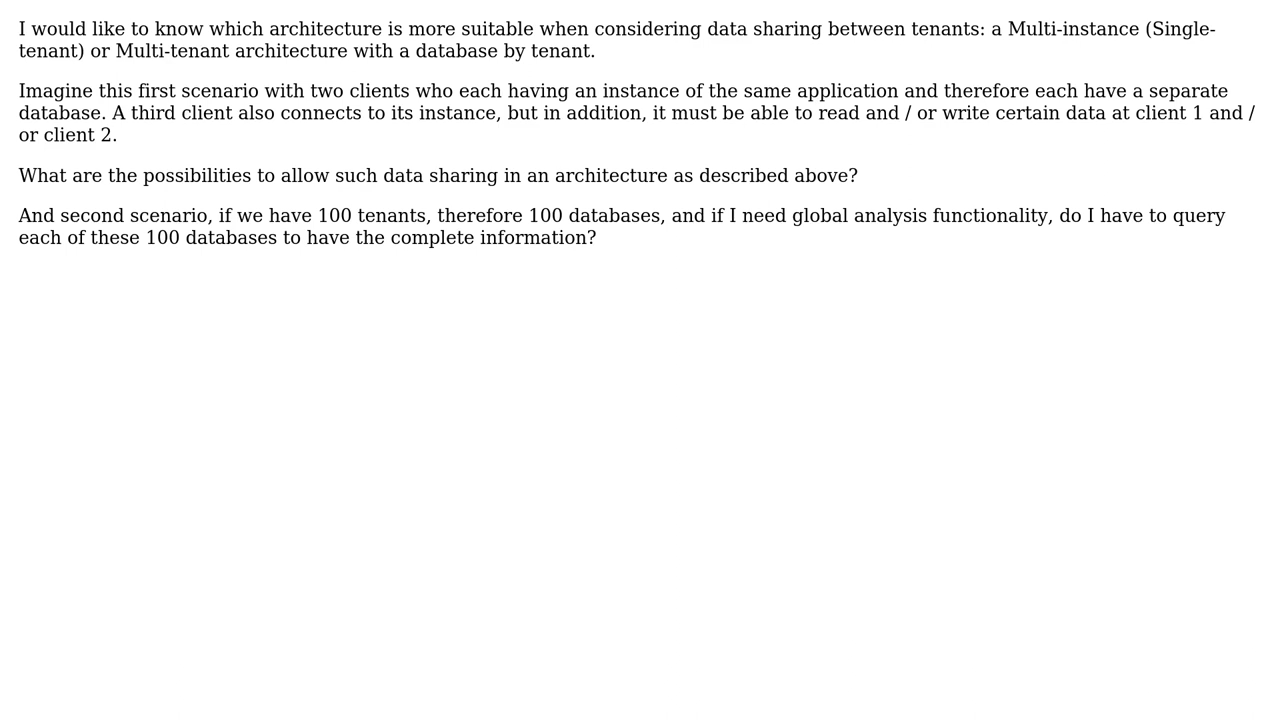 I would like to know which architecture is more suitable when considering data sharing between tenants: a Multi-instance (Single-
tenant) or Multi-tenant architecture with a database by tenant.
Imagine this first scenario with two clients who each having an instance of the same application and therefore each have a separate
database. A third client also connects to its instance, but in addition, it must be able to read and / or write certain data at client 1 and /
or client 2.
What are the possibilities to allow such data sharing in an architecture as described above?
And second scenario, if we have 100 tenants, therefore 100 databases, and if I need global analysis functionality, do I have to query
each of these 100 databases to have the complete information?